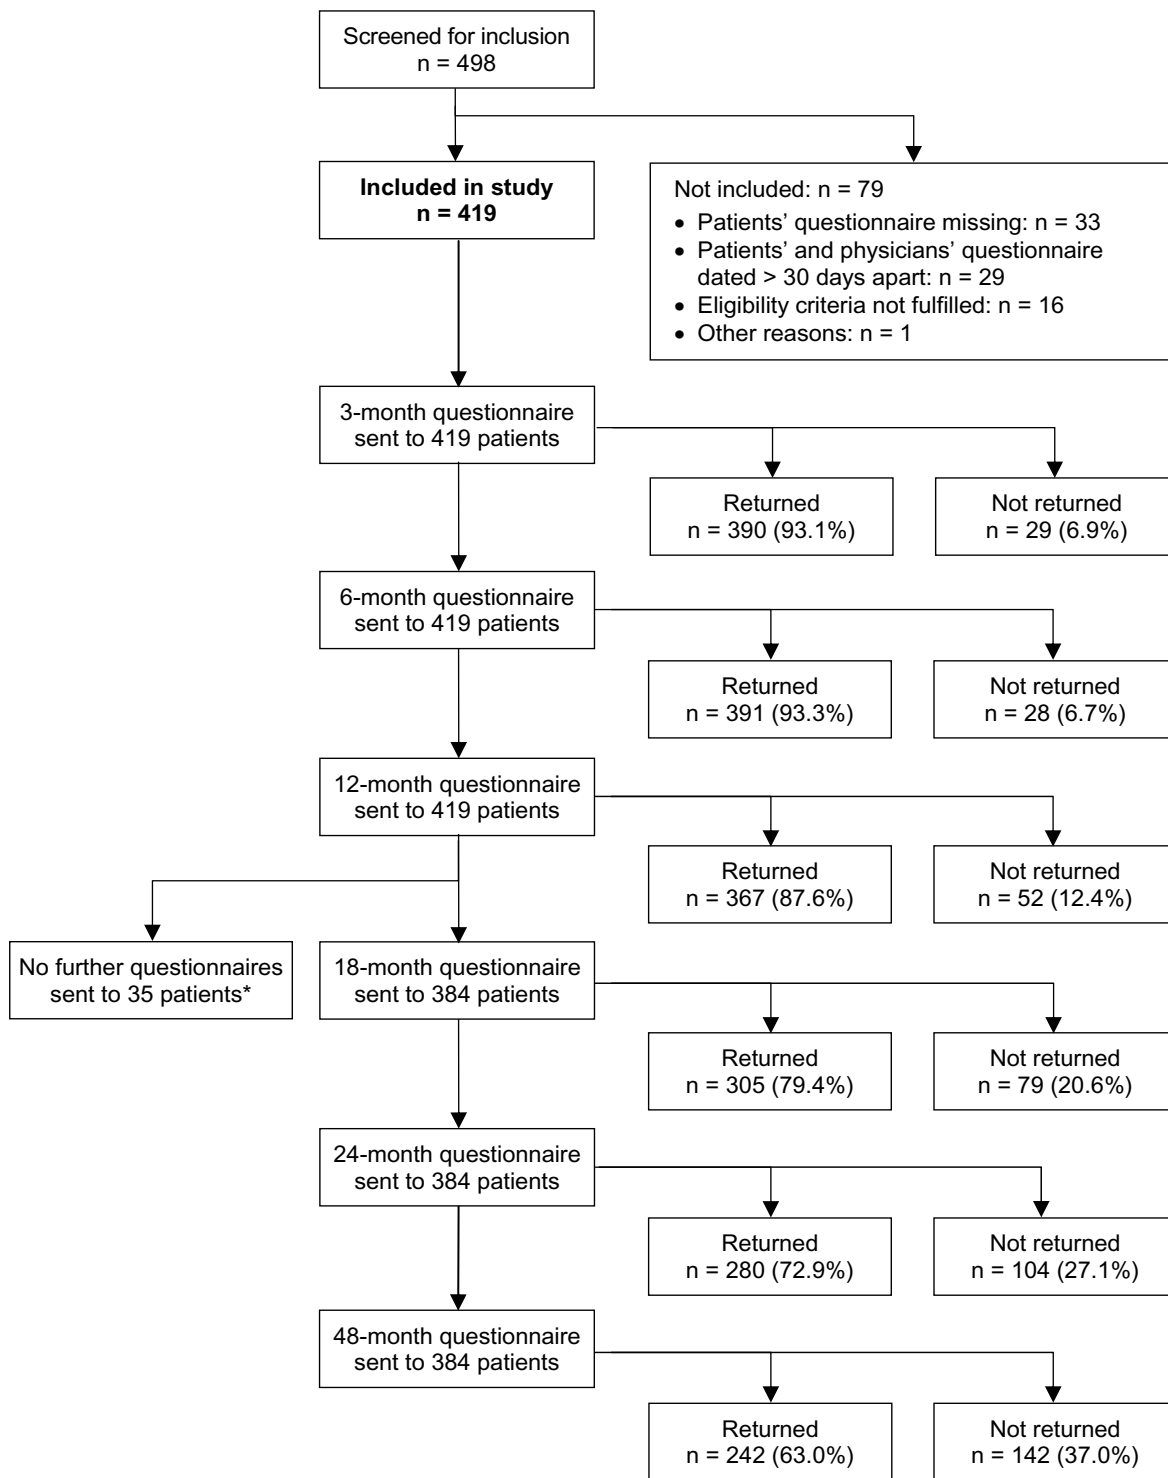 Screened for inclusion
n = 498
Included in study
n = 419
Not included: n = 79
• Patients’ questionnaire missing: n = 33
• Patients’ and physicians’ questionnaire
dated > 30 days apart: n = 29
• Eligibility criteria not fulfilled: n = 16
• Other reasons: n = 1
3-month questionnaire
sent to 419 patients
Returned
n = 390 (93.1%)
Not returned
n = 29 (6.9%)
6-month questionnaire
sent to 419 patients
Returned
n = 391 (93.3%)
Not returned
n = 28 (6.7%)
12-month questionnaire
sent to 419 patients
Returned
n = 367 (87.6%)
Not returned
n = 52 (12.4%)
No further questionnaires
sent to 35 patients*
18-month questionnaire
sent to 384 patients
Returned
n = 305 (79.4%)
Not returned
n = 79 (20.6%)
24-month questionnaire
sent to 384 patients
Returned
n = 280 (72.9%)
Not returned
n = 104 (27.1%)
48-month questionnaire
sent to 384 patients
Returned
n = 242 (63.0%)
Not returned
n = 142 (37.0%)